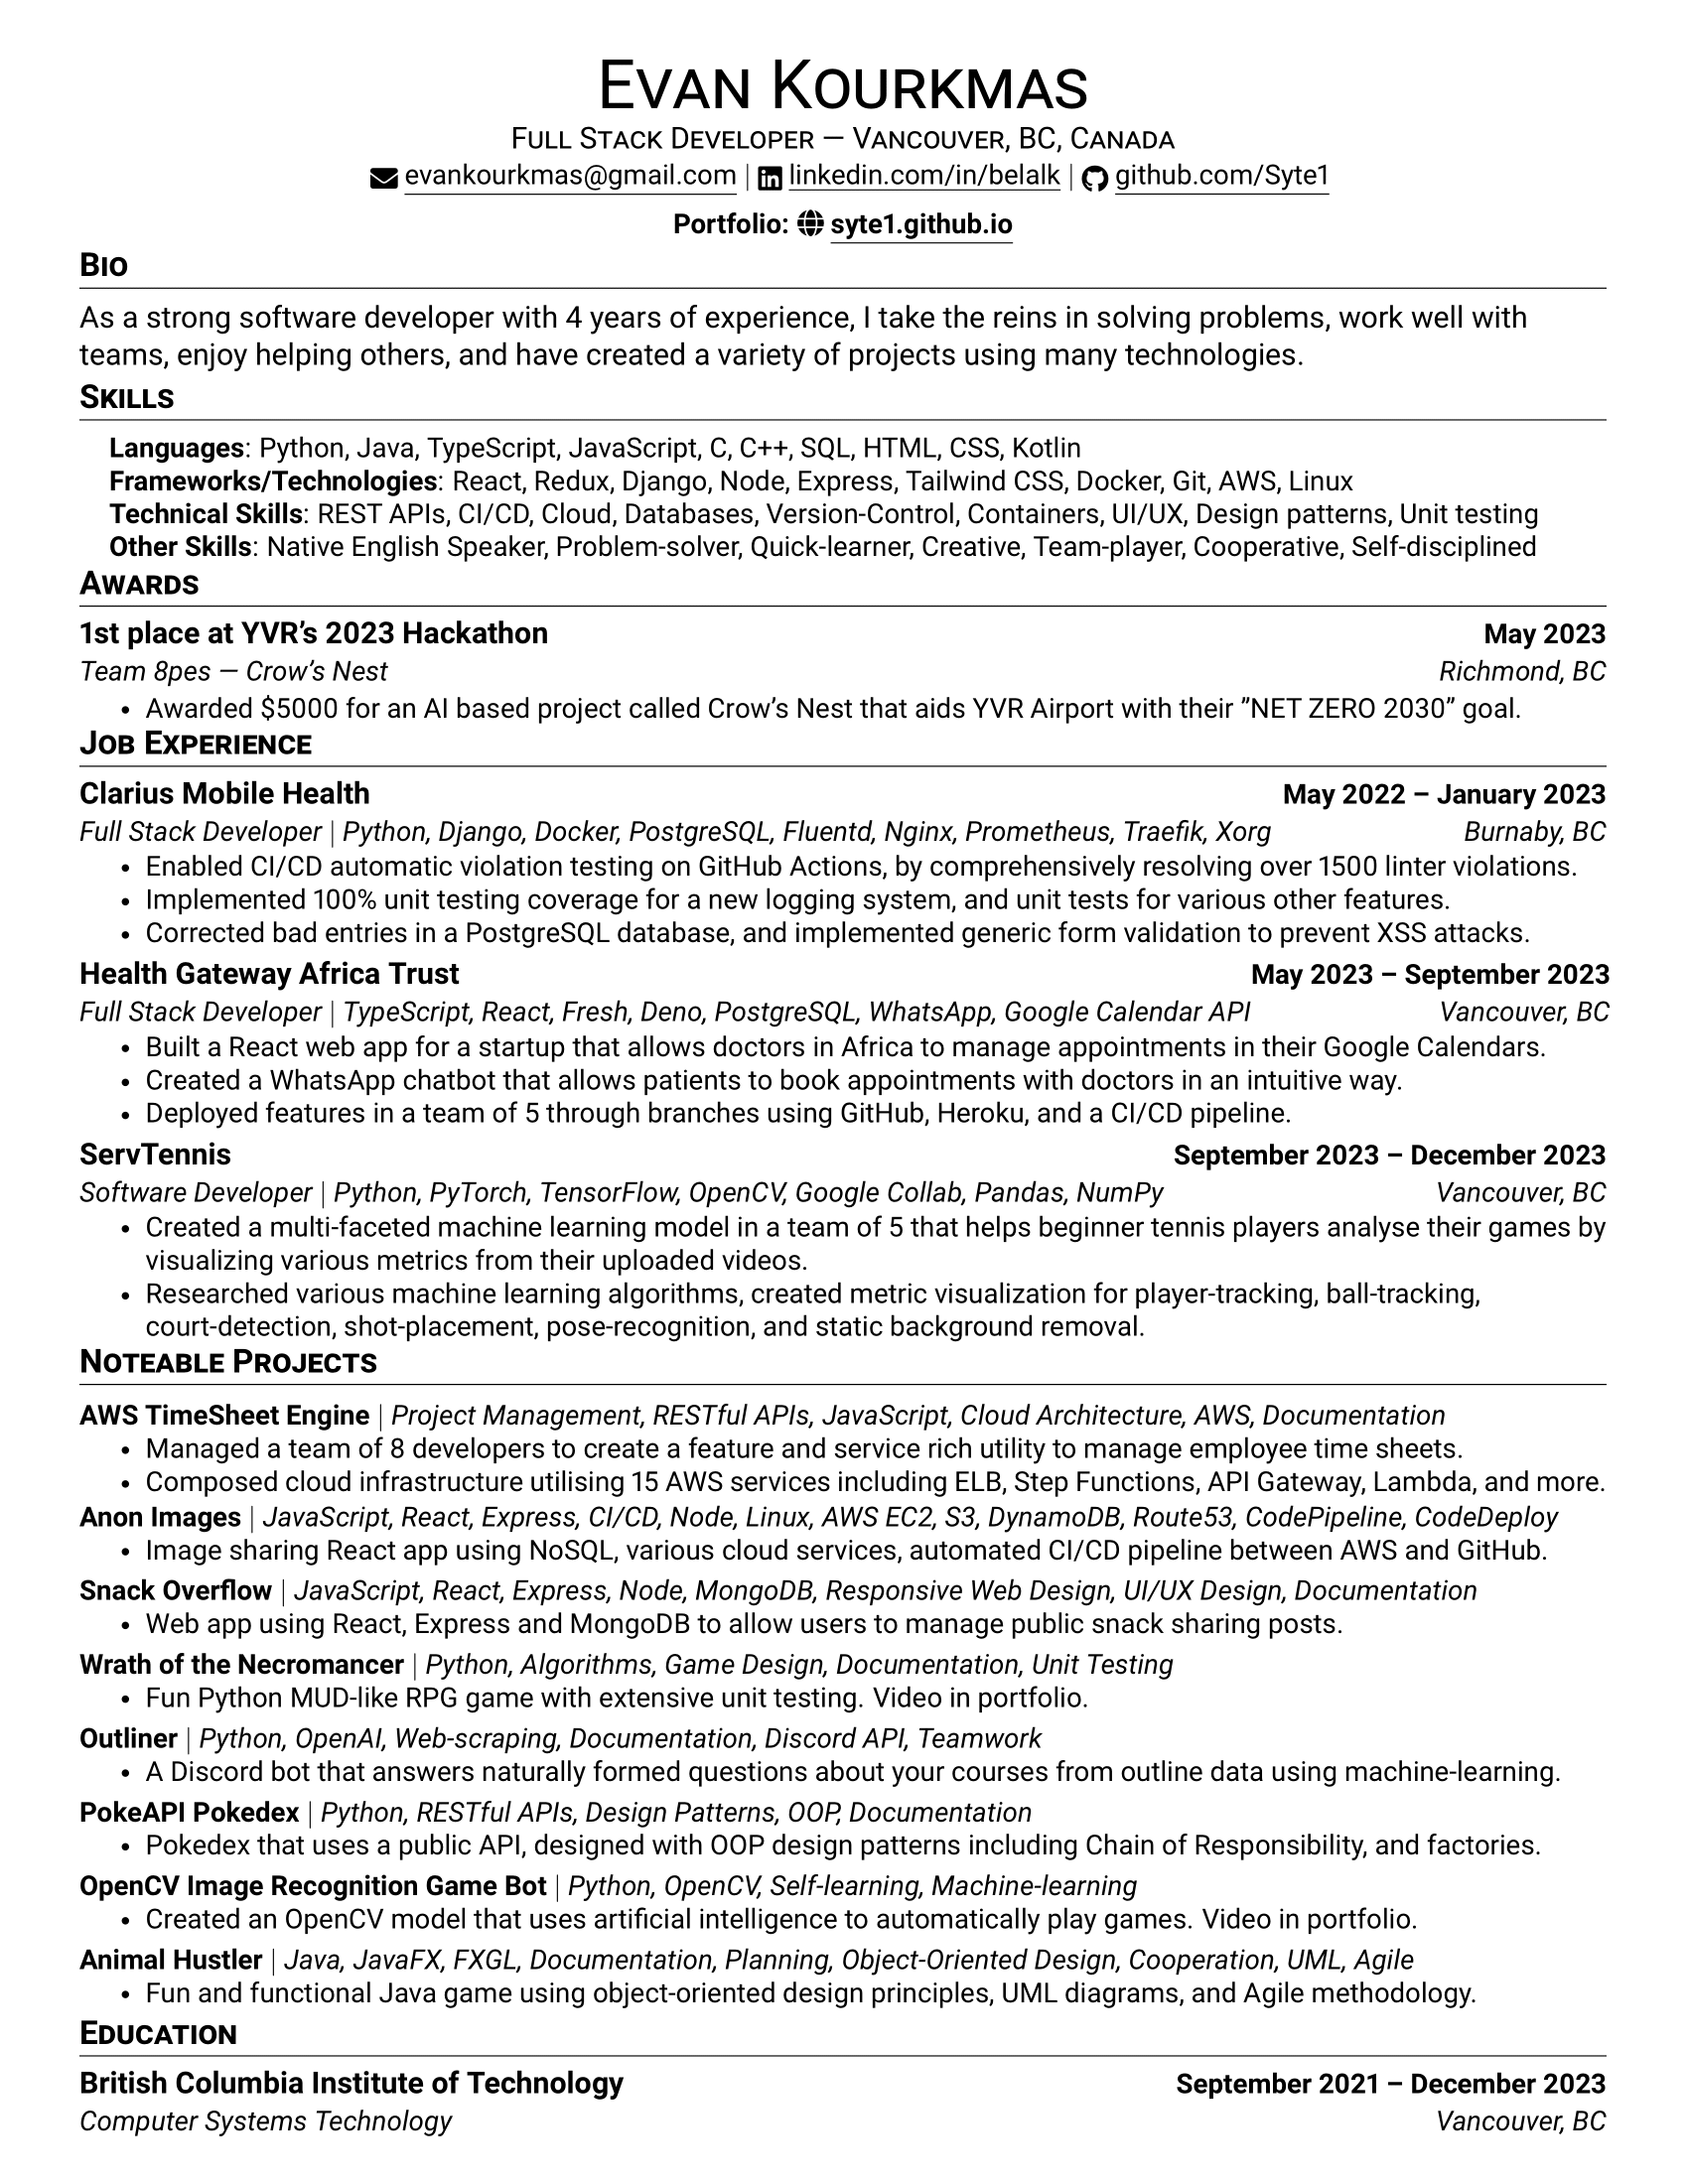 Evan Kourkmas
Full Stack Developer — Vancouver, BC, Canada
evankourkmas@gmail.com | linkedin.com/in/belalk | github.com/Syte1
Portfolio: syte1.github.io
Bio
As a strong software developer with 4 years of experience, I take the reins in solving problems, work well with
teams, enjoy helping others, and have created a variety of projects using many technologies.
Skills
Languages: Python, Java, TypeScript, JavaScript, C, C++, SQL, HTML, CSS, Kotlin
Frameworks/Technologies: React, Redux, Django, Node, Express, Tailwind CSS, Docker, Git, AWS, Linux
Technical Skills: REST APIs, CI/CD, Cloud, Databases, Version-Control, Containers, UI/UX, Design patterns, Unit testing
Other Skills: Native English Speaker, Problem-solver, Quick-learner, Creative, Team-player, Cooperative, Self-disciplined
Awards
1st place at YVR’s 2023 Hackathon May 2023
Team 8pes — Crow’s Nest Richmond, BC
• Awarded $5000 for an AI based project called Crow’s Nest that aids YVR Airport with their ”NET ZERO 2030” goal.
Job Experience
Clarius Mobile Health May 2022 – January 2023
Full Stack Developer | Python, Django, Docker, PostgreSQL, Fluentd, Nginx, Prometheus, Traefik, Xorg Burnaby, BC
• Enabled CI/CD automatic violation testing on GitHub Actions, by comprehensively resolving over 1500 linter violations.
• Implemented 100% unit testing coverage for a new logging system, and unit tests for various other features.
• Corrected bad entries in a PostgreSQL database, and implemented generic form validation to prevent XSS attacks.
Health Gateway Africa Trust May 2023 – September 2023
Full Stack Developer | TypeScript, React, Fresh, Deno, PostgreSQL, WhatsApp, Google Calendar API Vancouver, BC
• Built a React web app for a startup that allows doctors in Africa to manage appointments in their Google Calendars.
• Created a WhatsApp chatbot that allows patients to book appointments with doctors in an intuitive way.
• Deployed features in a team of 5 through branches using GitHub, Heroku, and a CI/CD pipeline.
ServTennis September 2023 – December 2023
Software Developer | Python, PyTorch, TensorFlow, OpenCV, Google Collab, Pandas, NumPy Vancouver, BC
• Created a multi-faceted machine learning model in a team of 5 that helps beginner tennis players analyse their games by
visualizing various metrics from their uploaded videos.
• Researched various machine learning algorithms, created metric visualization for player-tracking, ball-tracking,
court-detection, shot-placement, pose-recognition, and static background removal.
Noteable Projects
AWS TimeSheet Engine | Project Management, RESTful APIs, JavaScript, Cloud Architecture, AWS, Documentation
• Managed a team of 8 developers to create a feature and service rich utility to manage employee time sheets.
• Composed cloud infrastructure utilising 15 AWS services including ELB, Step Functions, API Gateway, Lambda, and more.
Anon Images | JavaScript, React, Express, CI/CD, Node, Linux, AWS EC2, S3, DynamoDB, Route53, CodePipeline, CodeDeploy
• Image sharing React app using NoSQL, various cloud services, automated CI/CD pipeline between AWS and GitHub.
Snack Overflow | JavaScript, React, Express, Node, MongoDB, Responsive Web Design, UI/UX Design, Documentation
• Web app using React, Express and MongoDB to allow users to manage public snack sharing posts.
Wrath of the Necromancer | Python, Algorithms, Game Design, Documentation, Unit Testing
• Fun Python MUD-like RPG game with extensive unit testing. Video in portfolio.
Outliner | Python, OpenAI, Web-scraping, Documentation, Discord API, Teamwork
• A Discord bot that answers naturally formed questions about your courses from outline data using machine-learning.
PokeAPI Pokedex | Python, RESTful APIs, Design Patterns, OOP, Documentation
• Pokedex that uses a public API, designed with OOP design patterns including Chain of Responsibility, and factories.
OpenCV Image Recognition Game Bot | Python, OpenCV, Self-learning, Machine-learning
• Created an OpenCV model that uses artificial intelligence to automatically play games. Video in portfolio.
Animal Hustler | Java, JavaFX, FXGL, Documentation, Planning, Object-Oriented Design, Cooperation, UML, Agile
• Fun and functional Java game using object-oriented design principles, UML diagrams, and Agile methodology.
Education
British Columbia Institute of Technology September 2021 – December 2023
Computer Systems Technology Vancouver, BC